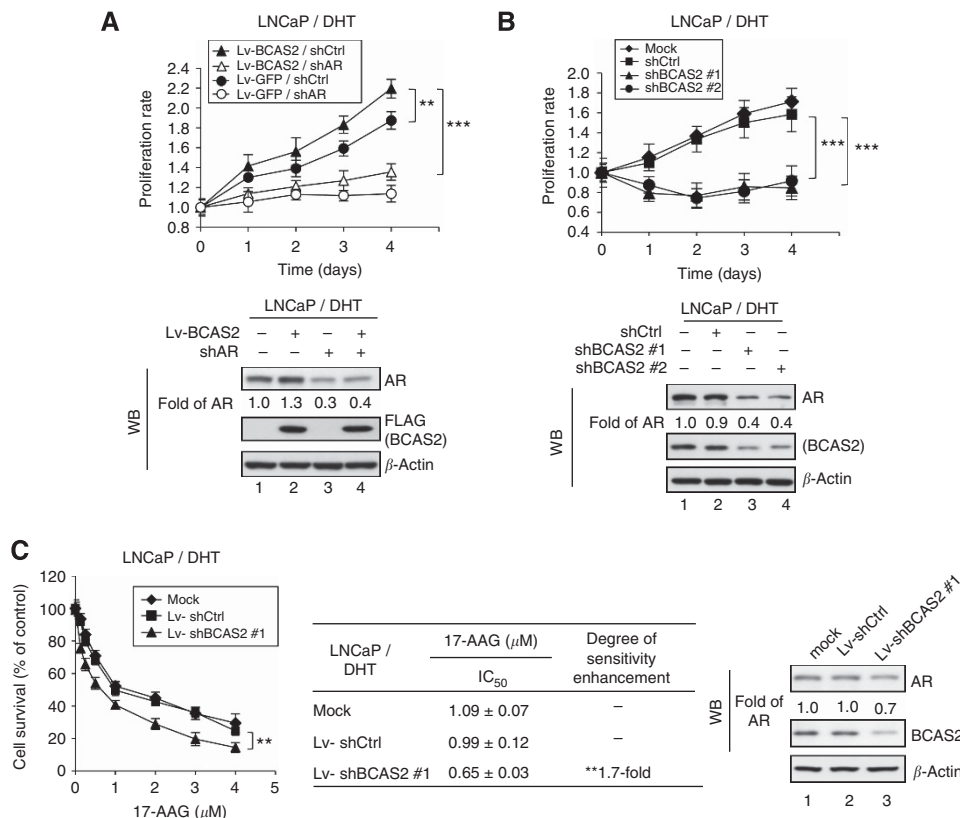 A
LNCaP / DHT
Lv-BCAS2 / shCtrl
Lv-BCAS2 / shAR
Lv-GFP / shCtrl
Lv-GFP / shAR
Proliferation rate
2.4
2.2
2.0
1.8
1.6
1.4
1.2
1.0
0.8
**
***
0 1 2 3 4
Time (days)
LNCaP / DHT
Lv-BCAS2 – + – +
shAR – – + +
WB
AR
Fold of AR 1.0 1.3 0.3 0.4
FLAG
(BCAS2)
β-Actin
1 2 3 4
B
LNCaP / DHT
Mock
shCtrl
shBCAS2 #1
shBCAS2 #2
Proliferation rate
2.0
1.8
1.6
1.4
1.2
1.0
0.8
0.6
0.4
***
***
0 1 2 3 4
Time (days)
LNCaP / DHT
shCtrl – + – –
shBCAS2 #1 – – + –
shBCAS2 #2 – – – +
WB
AR
Fold of AR 1.0 0.9 0.4 0.4
(BCAS2)
β-Actin
1 2 3 4
C
LNCaP / DHT
Mock
Lv- shCtrl
Lv- shBCAS2 #1
Cell survival (% of control)
120
100
80
60
40
20
0
**
0 1 2 3 4 5
17-AAG (μM)
LNCaP /
DHT
17-AAG (μM)
IC50
Degree of
sensitivity
enhancement
Mock 1.09 ± 0.07 –
Lv- shCtrl 0.99 ± 0.12 –
Lv- shBCAS2 #1 0.65 ± 0.03 **1.7-fold
mock
Lv-shCtrl
Lv-shBCAS2 #1
WB
AR
Fold of
AR
1.0 1.0 0.7
BCAS2
β-Actin
1 2 3